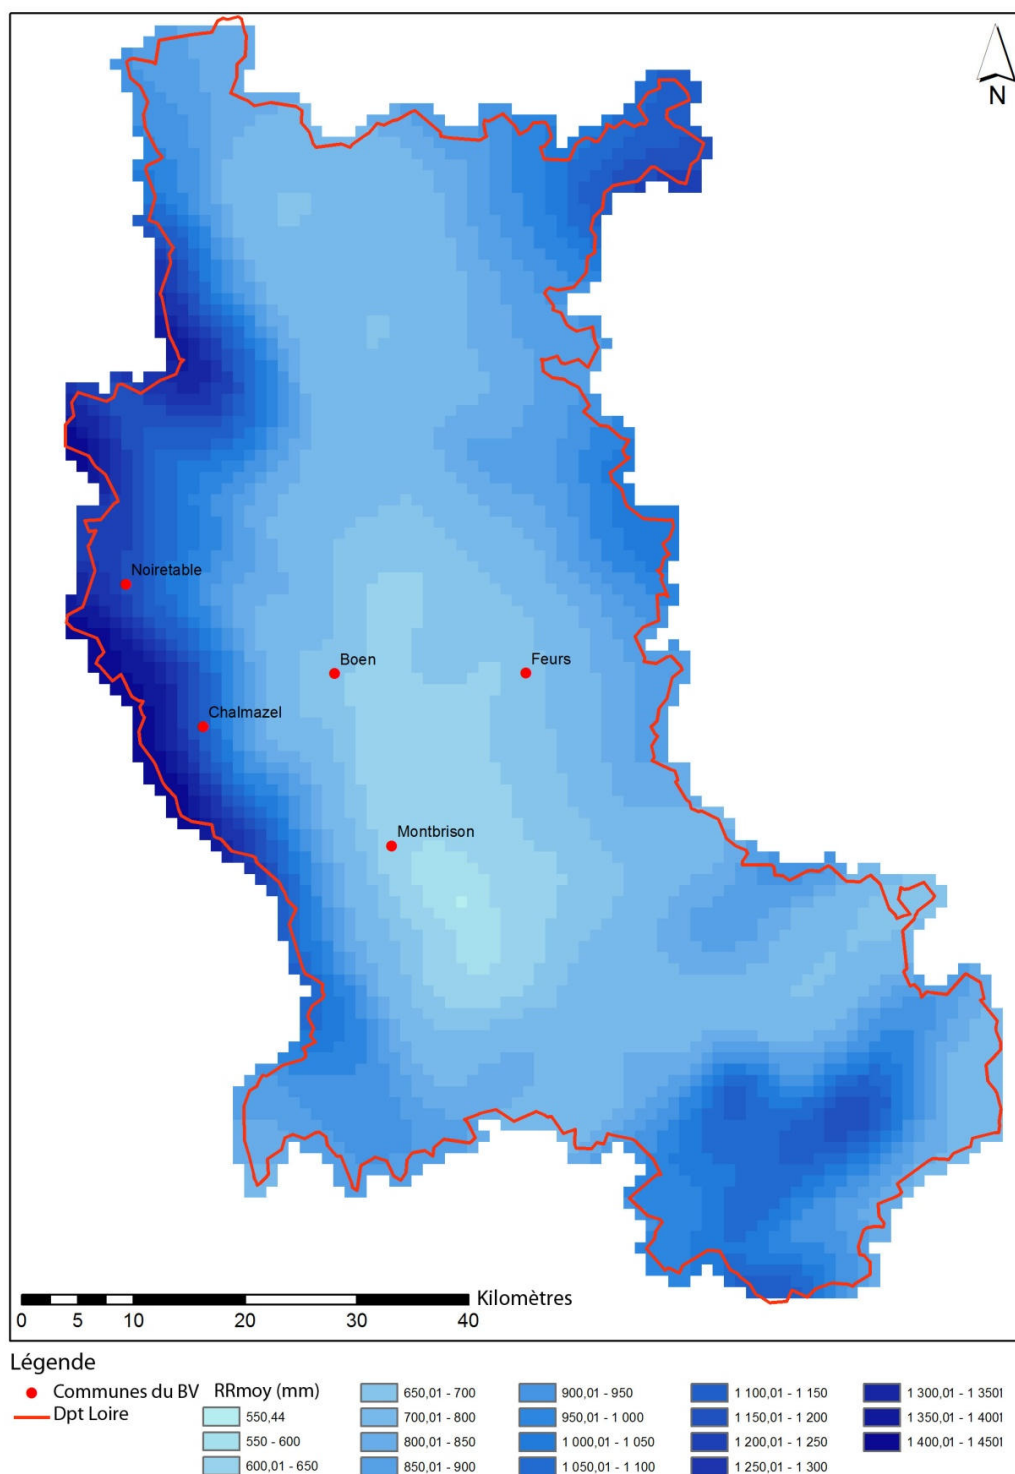 N
Noiretable
Boen
Feurs
Chalmazel
Montbrison
Kilomètres
0 5 10 20 30 40
Légende
Communes du BV
Dpt Loire
RRmoy (mm)
550,44
550 - 600
600,01 - 650
650,01 - 700
700,01 - 800
800,01 - 850
850,01 - 900
900,01 - 950
950,01 - 1 000
1 000,01 - 1 050
1 050,01 - 1 100
1 100,01 - 1 150
1 150,01 - 1 200
1 200,01 - 1 250
1 250,01 - 1 300
1 300,01 - 1 3501
1 350,01 - 1 4001
1 400,01 - 1 4501